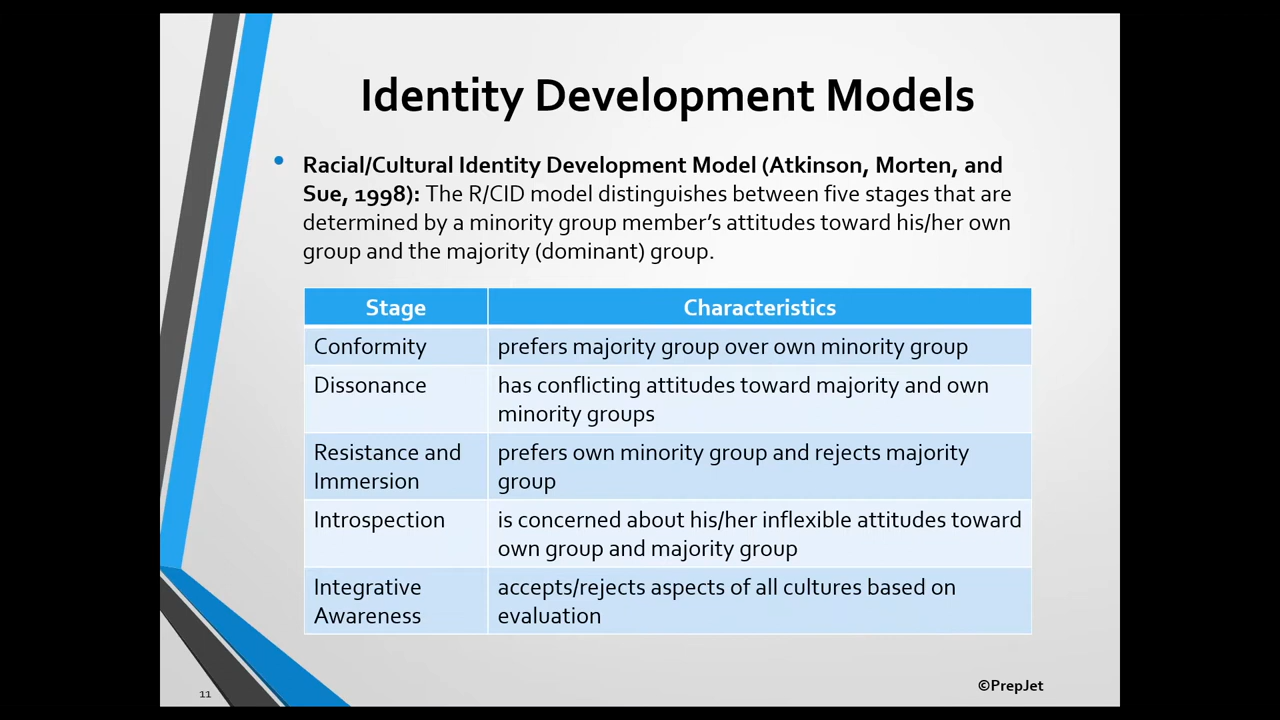 Identity Development Models
• Racial/Cultural Identity Development Model (Atkinson, Morten, and
Sue, 1998): The R/CID model distinguishes between five stages that are
determined by a minority group member's attitudes toward his/her own
group and the majority (dominant) group.
Stage Characteristics
Conformity prefers majority group over own minority group
Dissonance has conflicting attitudes toward majority and own
minority groups
Resistance and prefers own minority group and rejects majority
Immersion group
Introspection is concerned about his/her inflexible attitudes toward
own group and majority group
Integrative accepts/rejects aspects of all cultures based on
Awareness evaluation
©PrepJet
11